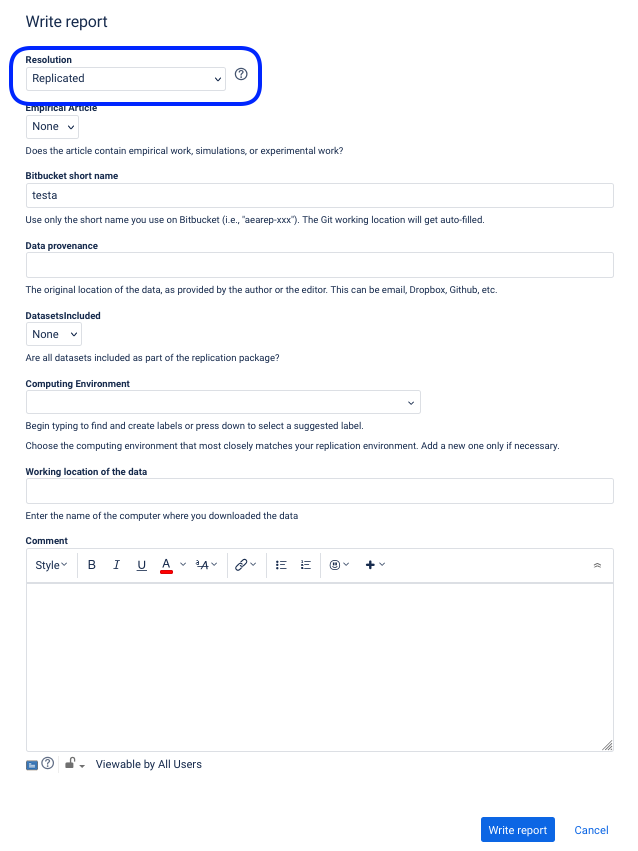 Write report
Resolution
Replicated
Empirical Article
None
Does the article contain empirical work, simulations, or experimental work?
Bitbucket short name
testa
Use only the short name you use on Bitbucket (i.e., "aearep-xxx"). The Git working location will get auto-filled.
Data provenance
The original location of the data, as provided by the author or the editor. This can be email, Dropbox, Github, etc.
DatasetsIncluded
None
Are all datasets included as part of the replication package?
Computing Environment
Begin typing to find and create labels or press down to select a suggested label.
Choose the computing environment that most closely matches your replication environment. Add a new one only if necessary.
Working location of the data
Enter the name of the computer where you downloaded the data
Comment
Style B I U A ªA
Viewable by All Users
Write report Cancel